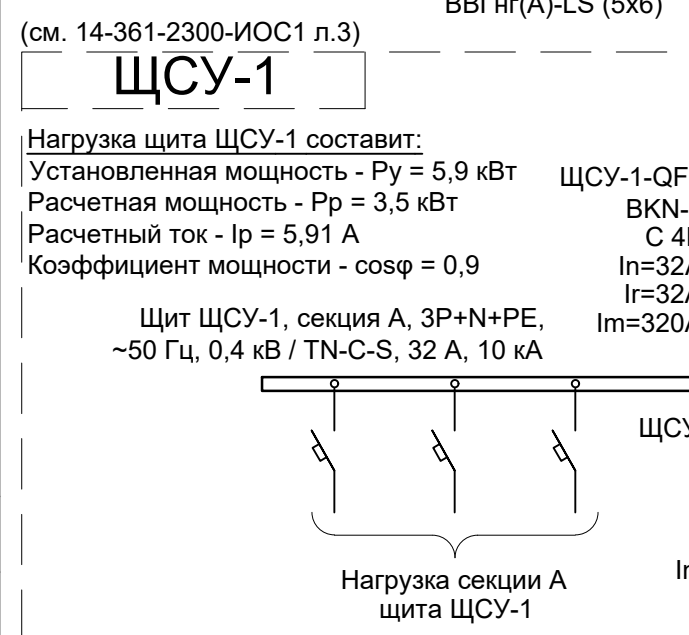 ВВГнг(А)-LS (5х6)
(см. 14-361-2300-ИОС1 л.3)
ЩСУ-1
Нагрузка щита ЩСУ-1 составит:
Установленная мощность - Ру = 5,9 кВт
Расчетная мощность - Рр = 3,5 кВт
Расчетный ток - Iр = 5,91 А
Коэффициент мощности - cosφ = 0,9
ЩСУ-1-QF
BKN-
C 4
In=32
Ir=32
Im=320
Щит ЩСУ-1, секция А, 3P+N+PE,
~50 Гц, 0,4 кВ / TN-C-S, 32 А, 10 кА
ЩСУ
Нагрузка секции А
щита ЩСУ-1